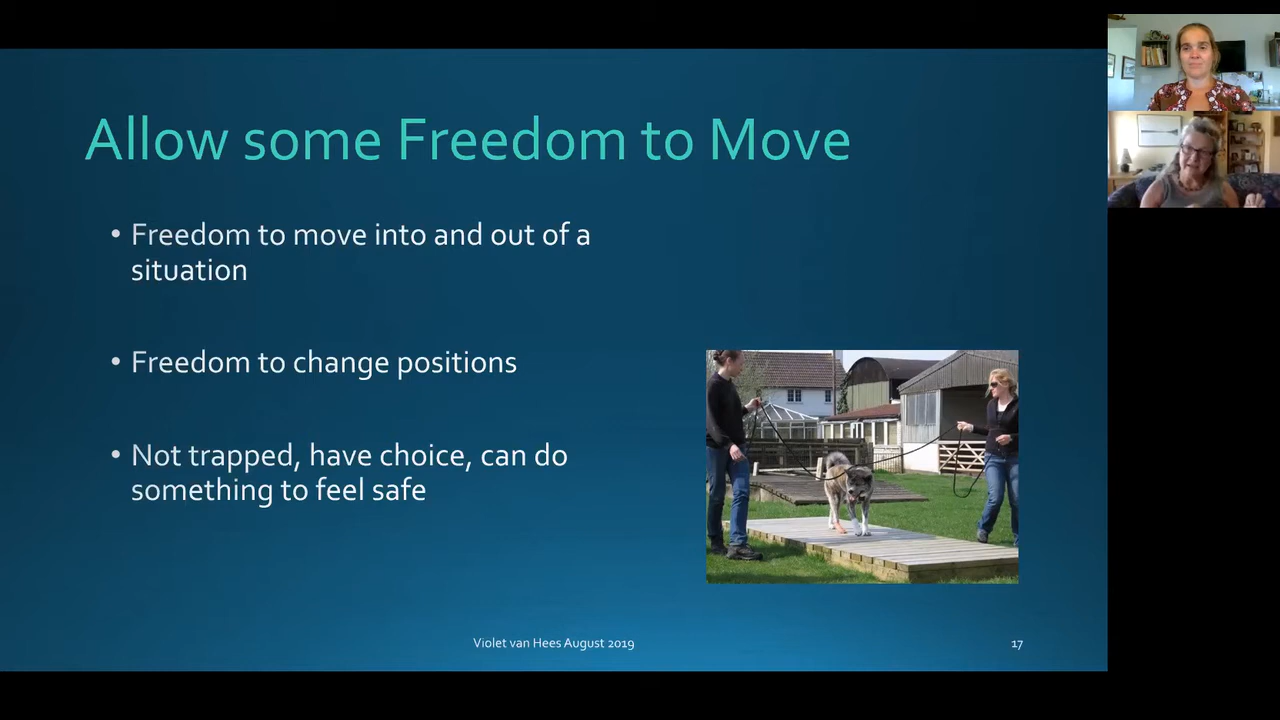 Allow some Freedom to Move
• Freedom to move into and out of a
situation
• Freedom to change positions
• Not trapped, have choice, can do
something to feel safe
Violet van Hees August 2019
17